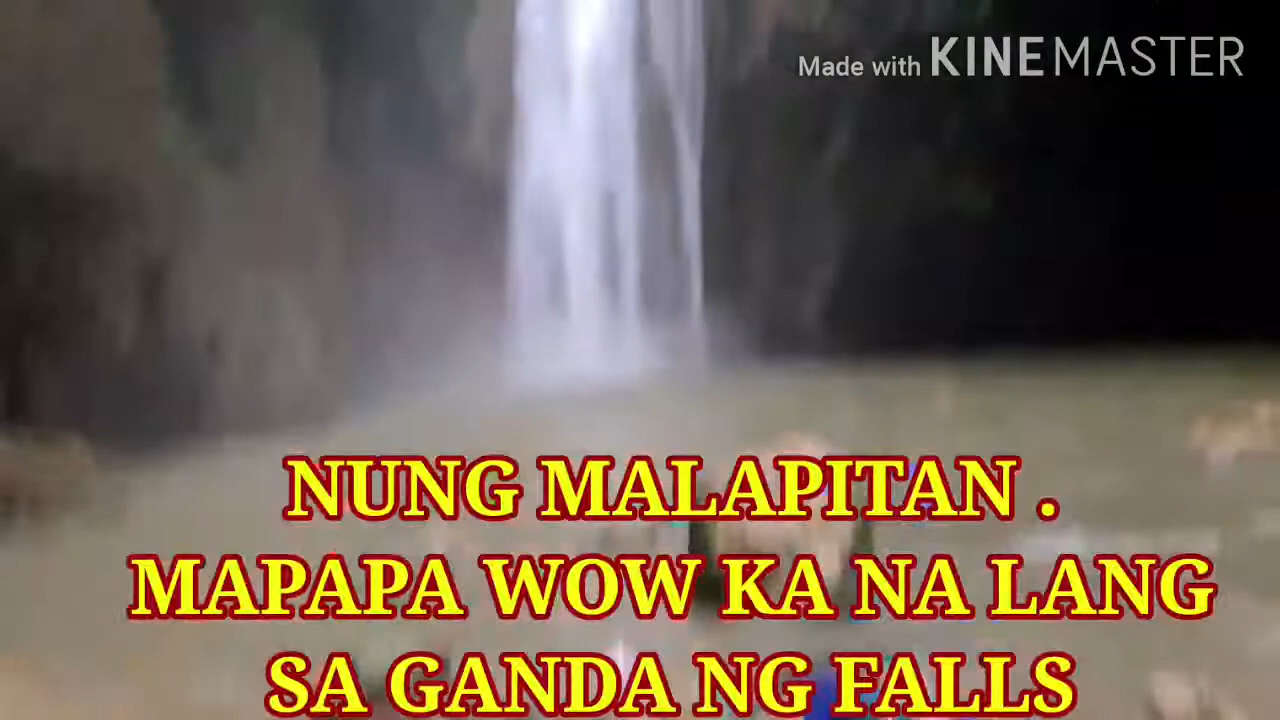 Made with KINEMASTER
NUNG MALAPITAN .
MAPAPA WOW KA NA LANG
SA GANDA NG FALLS